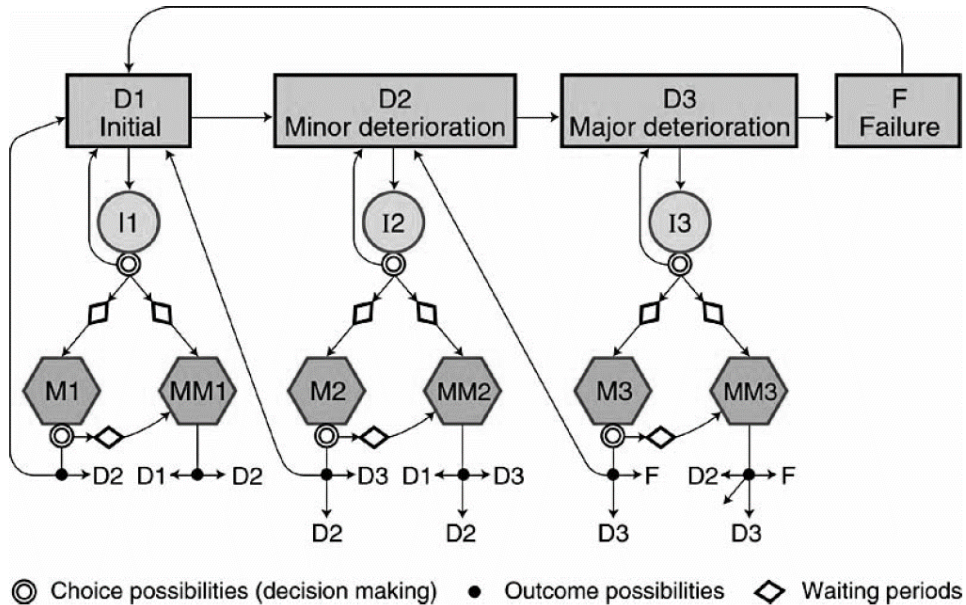 D1
Initial
D2
Minor deterioration
D3
Major deterioration
F
Failure
I1
I2
I3
M1
MM1
M2
MM2
M3
MM3
D2
D1
D2
D3
D1
D3
F
D2
F
D2
D2
D3
D3
Choice possibilities (decision making)
Outcome possibilities
Waiting periods